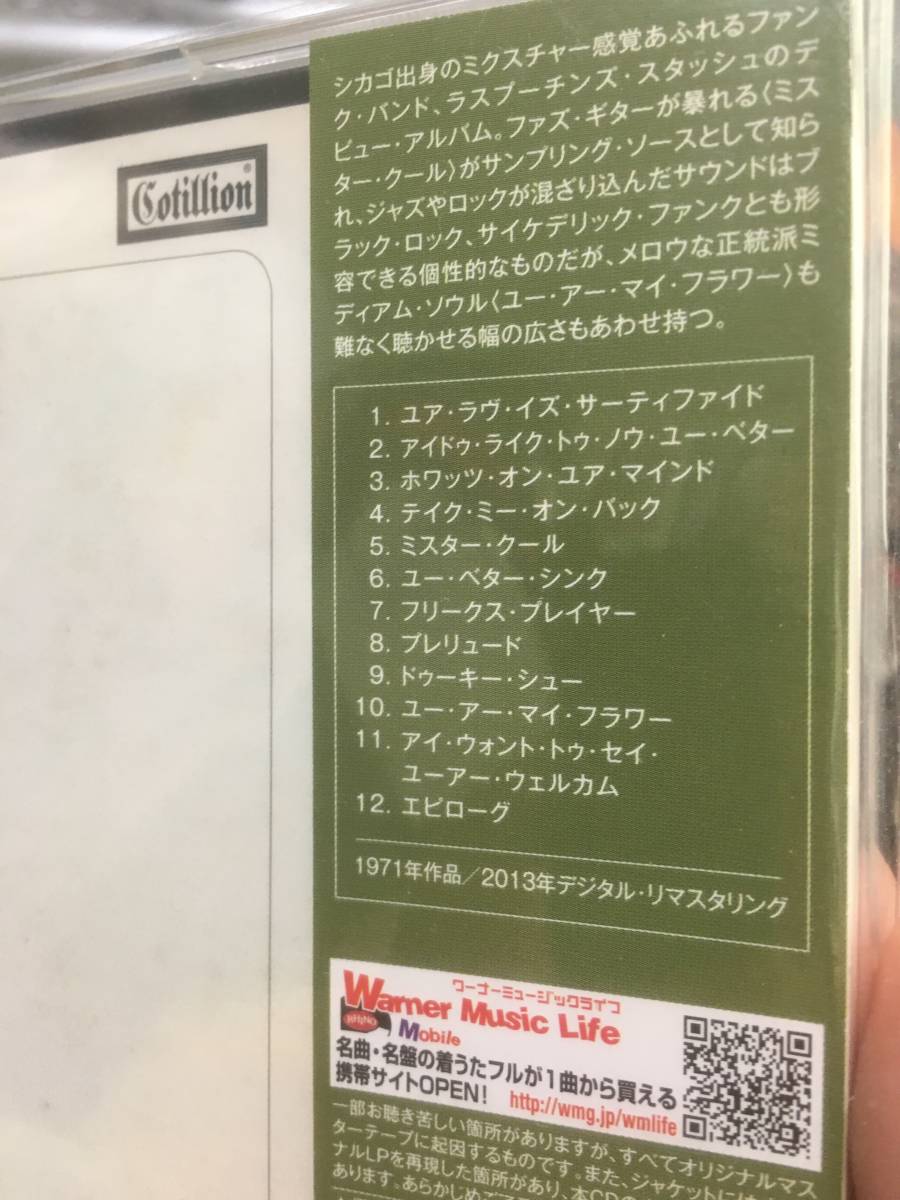 シカゴ出身のミクスチャー感覚あふれるファン
ク・バンド、ラスプーチンズ・スタッシュのデ
ビュー・アルバム。ファズ・ギターが暴れる〈ミス
ター・クール〉がサンプリング・ソースとして知ら
れ、ジャズやロックが混ざり込んだサウンドはブ
ラック・ロック、サイケデリック・ファンクとも形
容できる個性的なものだが、メロウな正統派ミ
ディアム・ソウル〈ユー・アー・マイ・フラワー〉も
難なく聴かせる幅の広さもあわせ持つ。
Cotillion®
1. ユア・ラヴ・イズ・サーティファイド
2. アイドゥ・ライク・トゥ・ノウ・ユー・ベター
3. ホワッツ・オン・ユア・マインド
4. テイク・ミー・オン・バック
5. ミスター・クール
6. ユー・ベター・シンク
7. フリークス・プレイヤー
8. プレリュード
9. ドゥーキー・シュー
10. ユー・アー・マイ・フラワー
11. アイ・ウォント・トゥ・セイ・
ユーアー・ウェルカム
12. エピローグ
1971年作品/2013年デジタル・リマスタリング
ワーナーミュージックライフ
Warner Music Life
RHINO Mobile
名曲・名盤の着うたフルが1曲から買える
携帯サイトOPEN! http://wmg.jp/wmlife
一部お聴き苦しい箇所がありますが、すべてオリジナルマス
ターテープに起因するものです。また、ジャケットには
ナルLPを再現した箇所があり、本CDの
あります。あらかじめご